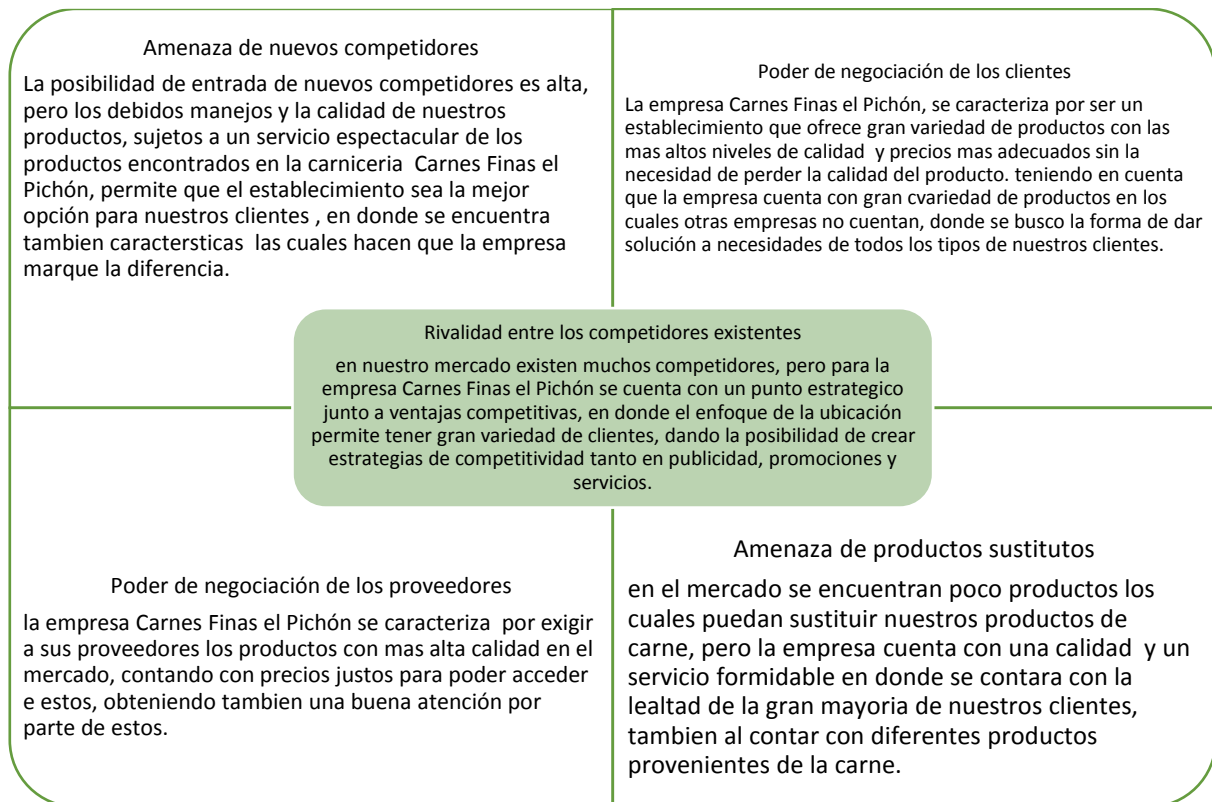 Amenaza de nuevos competidores
La posibilidad de entrada de nuevos competidores es alta,
pero los debidos manejos y la calidad de nuestros
productos, sujetos a un servicio espectacular de los
productos encontrados en la carniceria  Carnes Finas el
Pichón, permite que el establecimiento sea la mejor
opción para nuestros clientes , en donde se encuentra
tambien caractersticas  las cuales hacen que la empresa
marque la diferencia.
Poder de negociación de los clientes
La empresa Carnes Finas el Pichón, se caracteriza por ser un
establecimiento que ofrece gran variedad de productos con las
mas altos niveles de calidad  y precios mas adecuados sin la
necesidad de perder la calidad del producto. teniendo en cuenta
que la empresa cuenta con gran cvariedad de productos en los
cuales otras empresas no cuentan, donde se busco la forma de dar
solución a necesidades de todos los tipos de nuestros clientes.
Rivalidad entre los competidores existentes
en nuestro mercado existen muchos competidores, pero para la
empresa Carnes Finas el Pichón se cuenta con un punto estrategico
junto a ventajas competitivas, en donde el enfoque de la ubicación
permite tener gran variedad de clientes, dando la posibilidad de crear
estrategias de competitividad tanto en publicidad, promociones y
servicios.
Poder de negociación de los proveedores
la empresa Carnes Finas el Pichón se caracteriza  por exigir
a sus proveedores los productos con mas alta calidad en el
mercado, contando con precios justos para poder acceder
e estos, obteniendo tambien una buena atención por
parte de estos.
Amenaza de productos sustitutos
en el mercado se encuentran poco productos los
cuales puedan sustituir nuestros productos de
carne, pero la empresa cuenta con una calidad  y un
servicio formidable en donde se contara con la
lealtad de la gran mayoria de nuestros clientes,
tambien al contar con diferentes productos
provenientes de la carne.